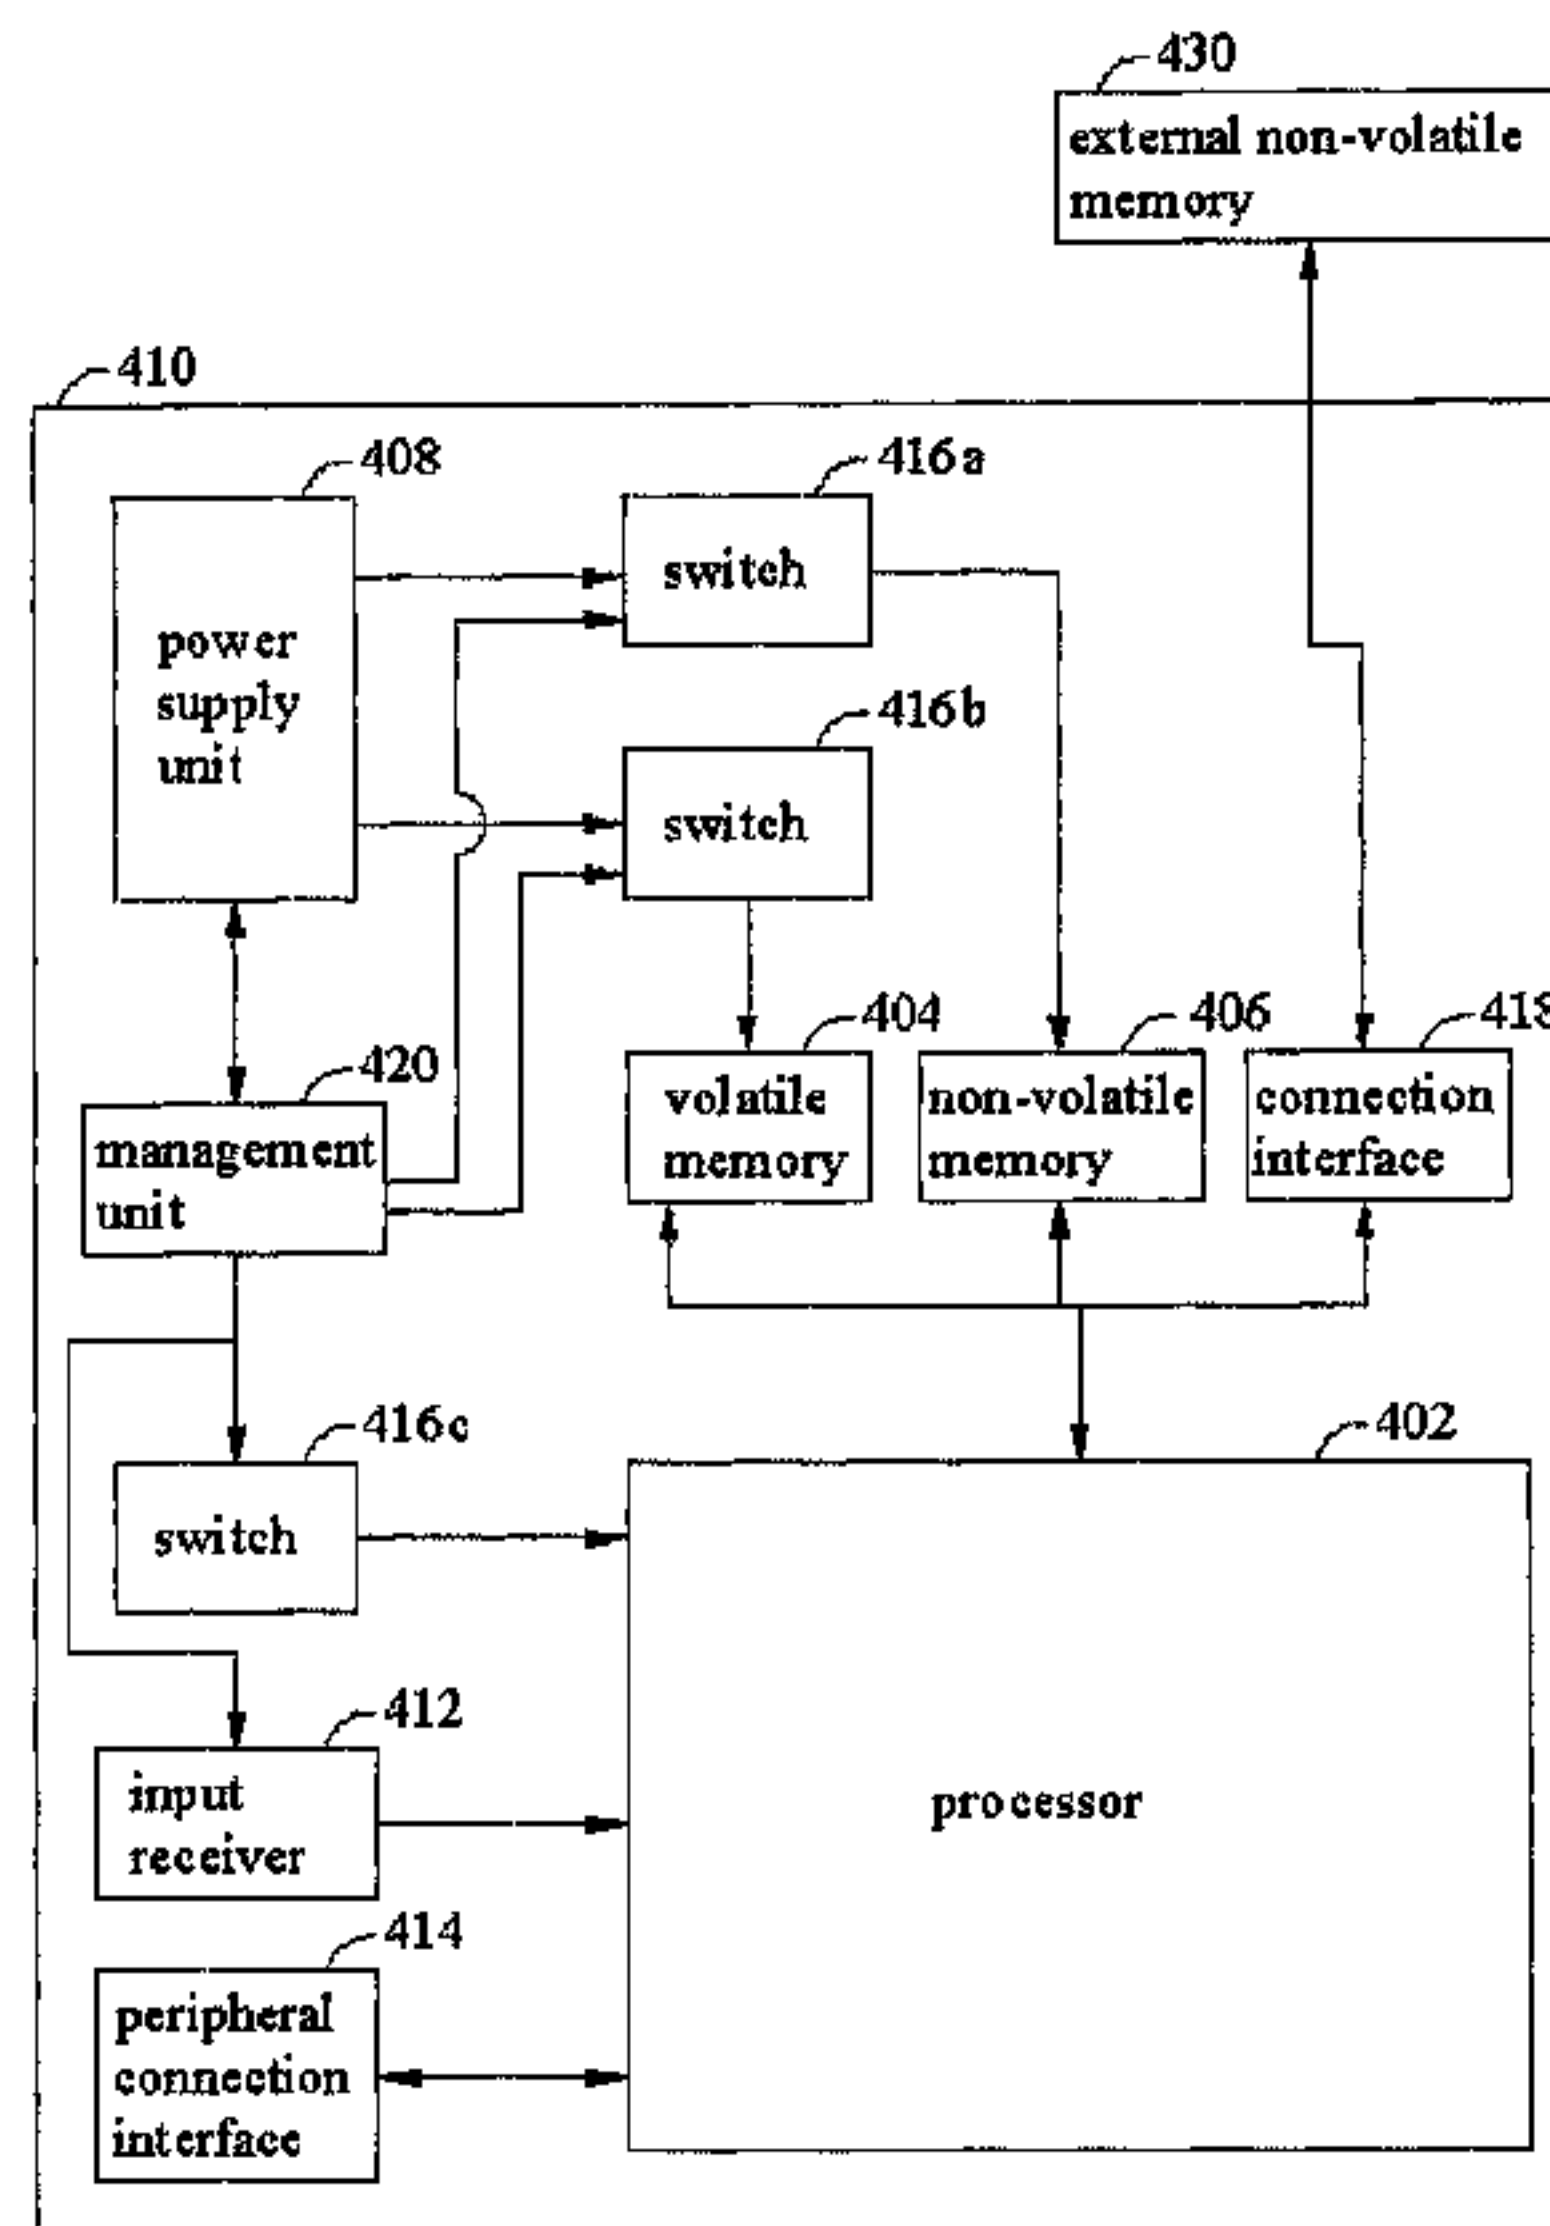 430
external non-volatile
memory
410
408
416a
power
supply
unit
switch
416b
switch
404
406
418
420
volatile
memory
non-volatile
memory
connection
interface
management
unit
416c
402
switch
412
input
receiver
processor
414
peripheral
connection
interface